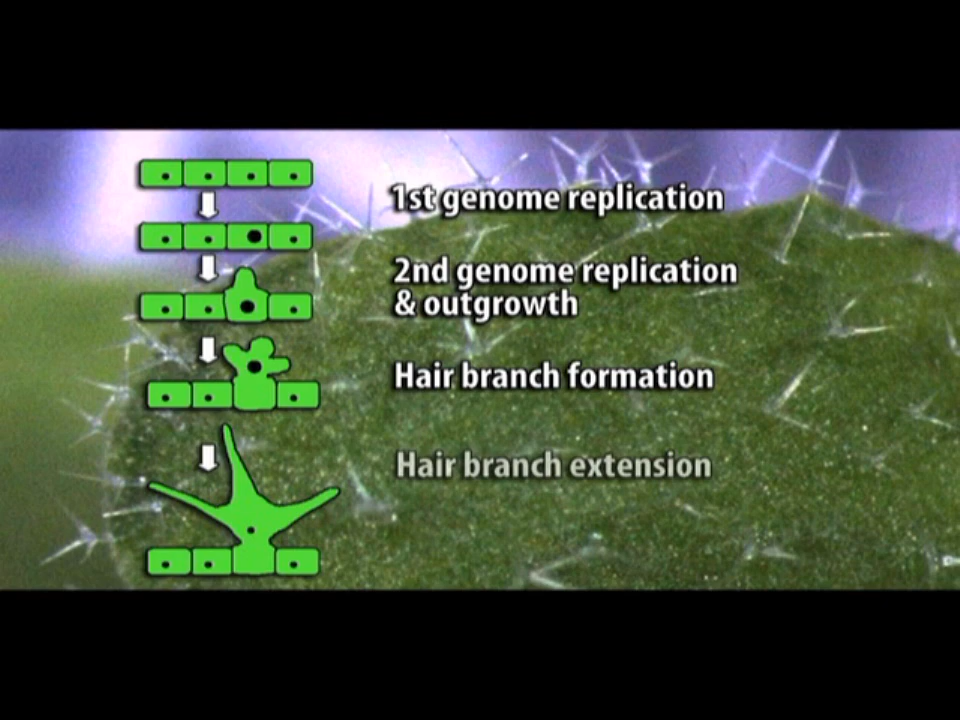 1st genome replication
2nd genome replication
& outgrowth
Hair branch formation
Hair branch extension